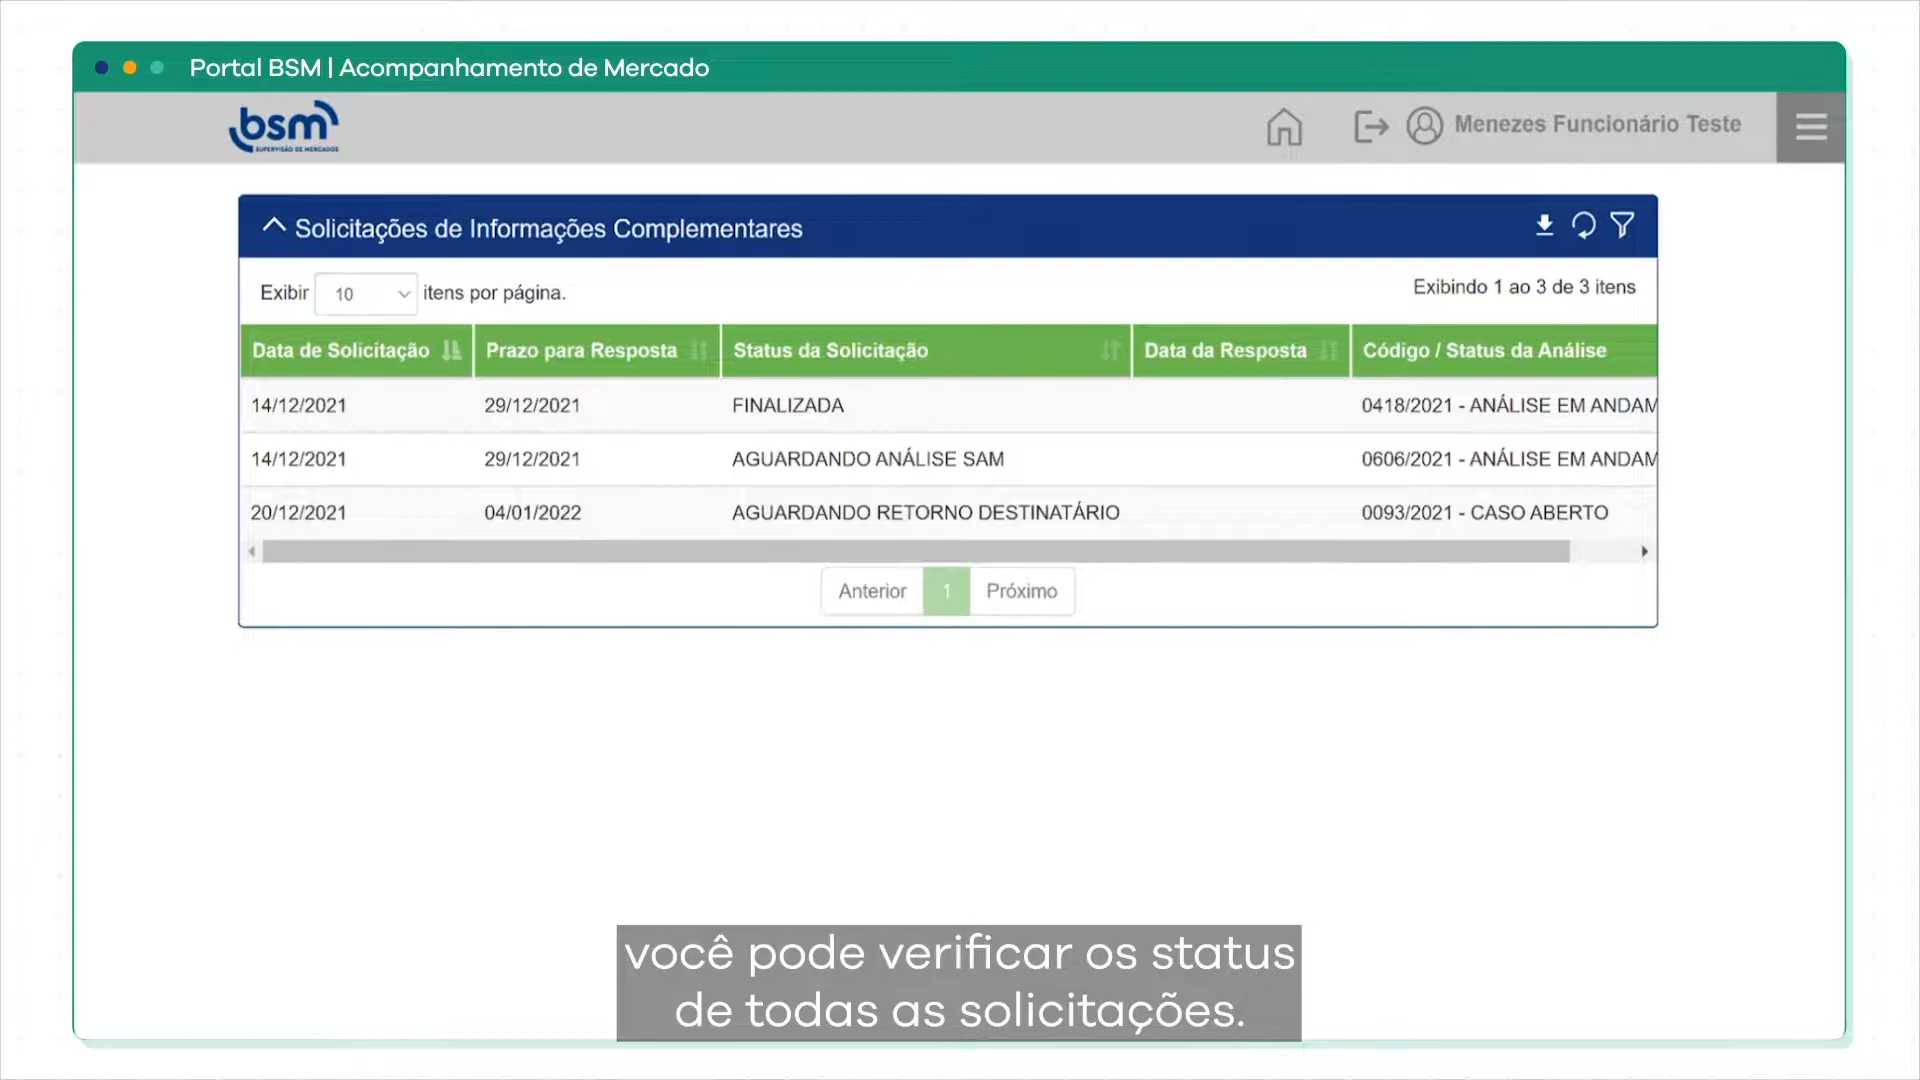 Portal BSM | Acompanhamento de Mercado
bsm
SUPERVISÃO DE MERCADOS
Menezes Funcionário Teste
Solicitações de Informações Complementares
Exibir 10 itens por página.
Exibindo 1 ao 3 de 3 itens
Data de Solicitação Prazo para Resposta Status da Solicitação Data da Resposta Código / Status da Análise
14/12/2021 29/12/2021 FINALIZADA 0418/2021 - ANÁLISE EM ANDAM
14/12/2021 29/12/2021 AGUARDANDO ANÁLISE SAM 0606/2021 - ANÁLISE EM ANDAM
20/12/2021 04/01/2022 AGUARDANDO RETORNO DESTINATÁRIO 0093/2021 - CASO ABERTO
Anterior 1 Próximo
você pode verificar os status
de todas as solicitações.